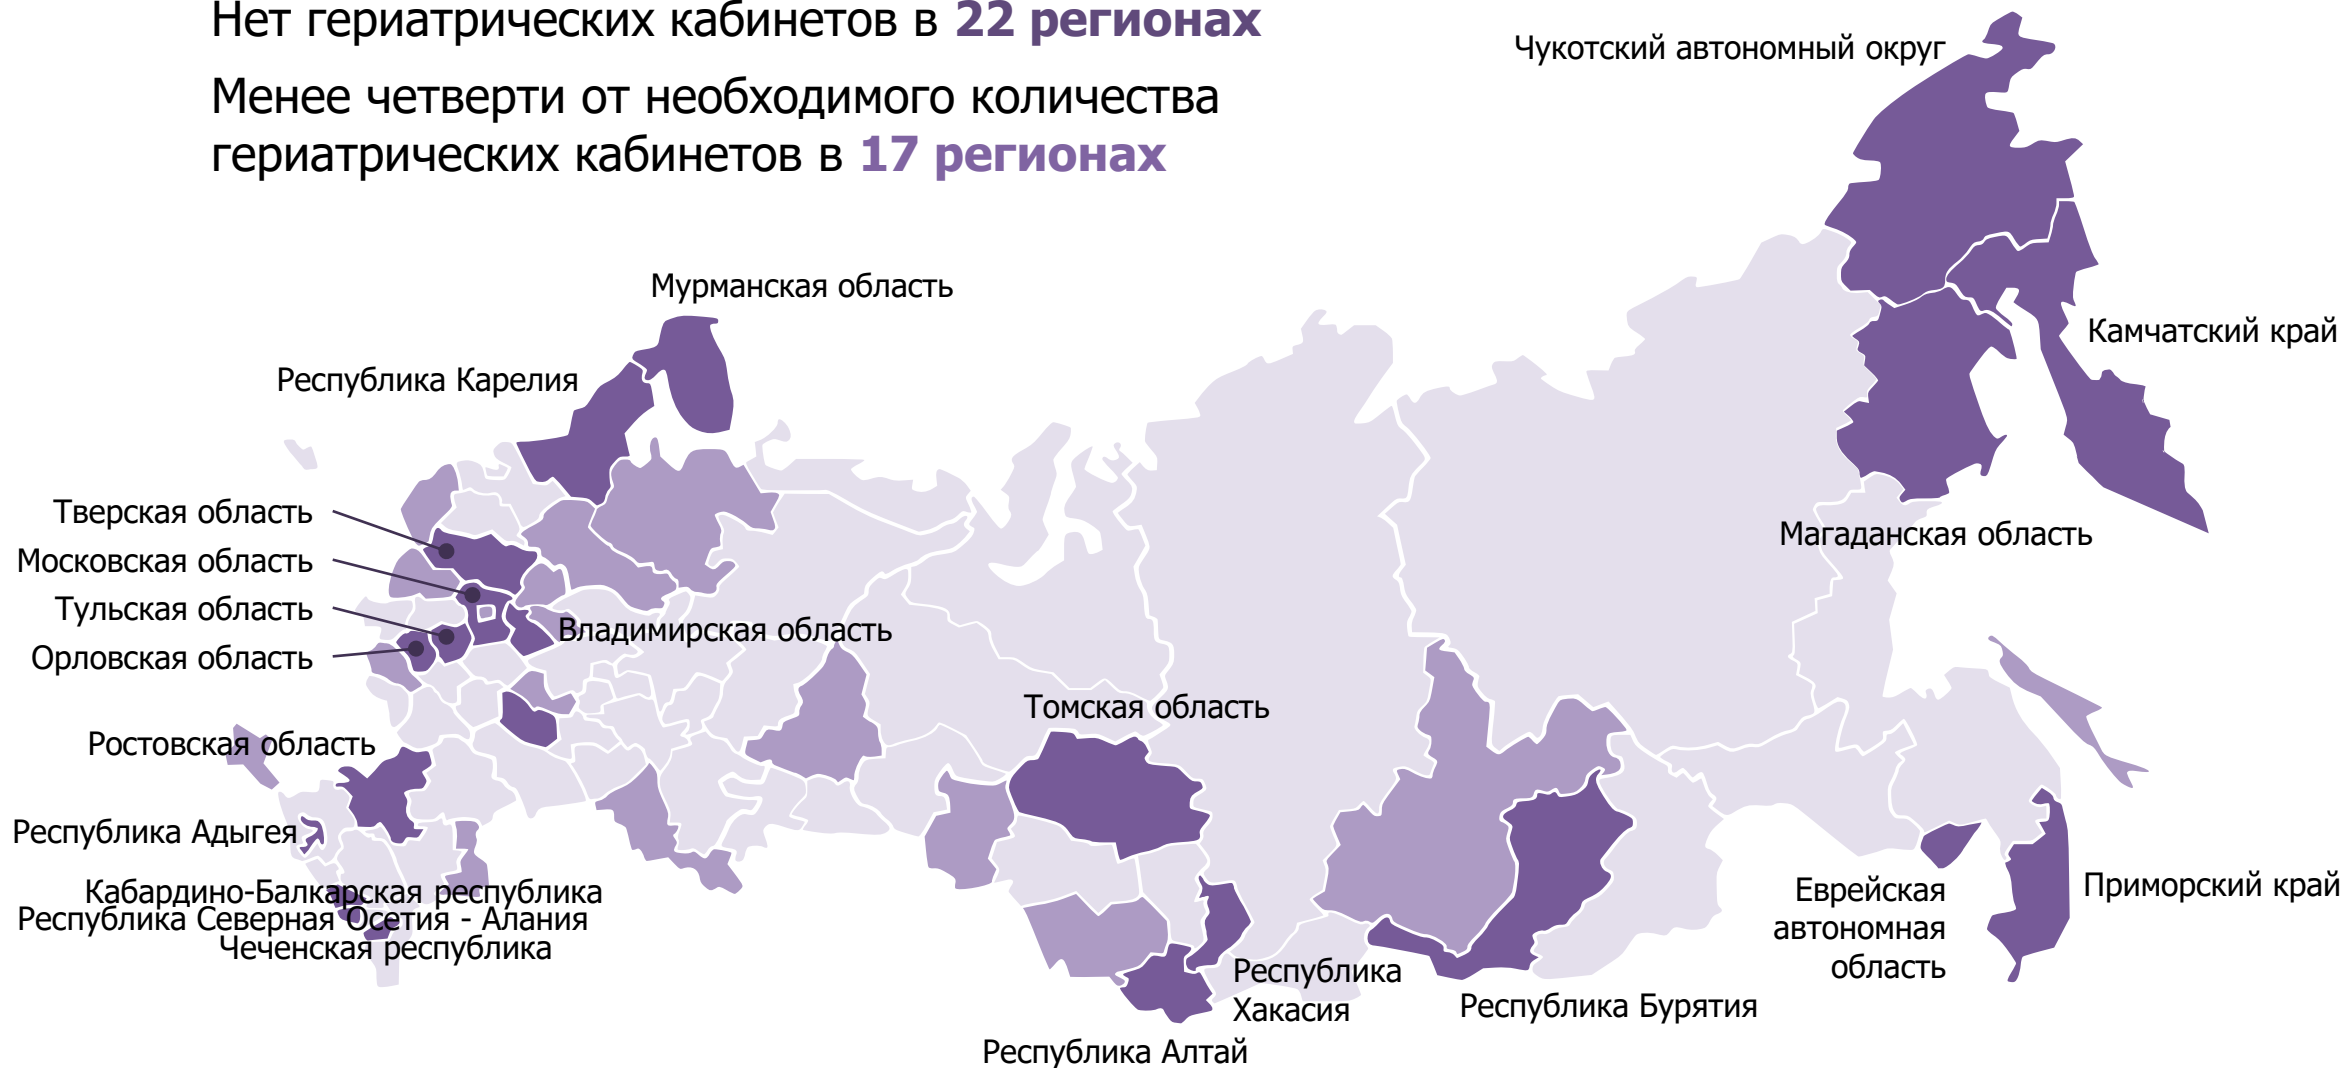 Нет гериатрических кабинетов в 22 регионах
Менее четверти от необходимого количества
гериатрических кабинетов в 17 регионах
Чукотский автономный округ
Мурманская область
Камчатский край
Республика Карелия
Тверская область
Магаданская область
Московская область
Тульская область
Владимирская область
Орловская область
Томская область
Ростовская область
Республика Адыгея
Кабардино-Балкарская республика
Республика Северная Осетия - Алания
Чеченская республика
Еврейская
автономная
область
Приморский край
Республика
Хакасия
Республика Бурятия
Республика Алтай